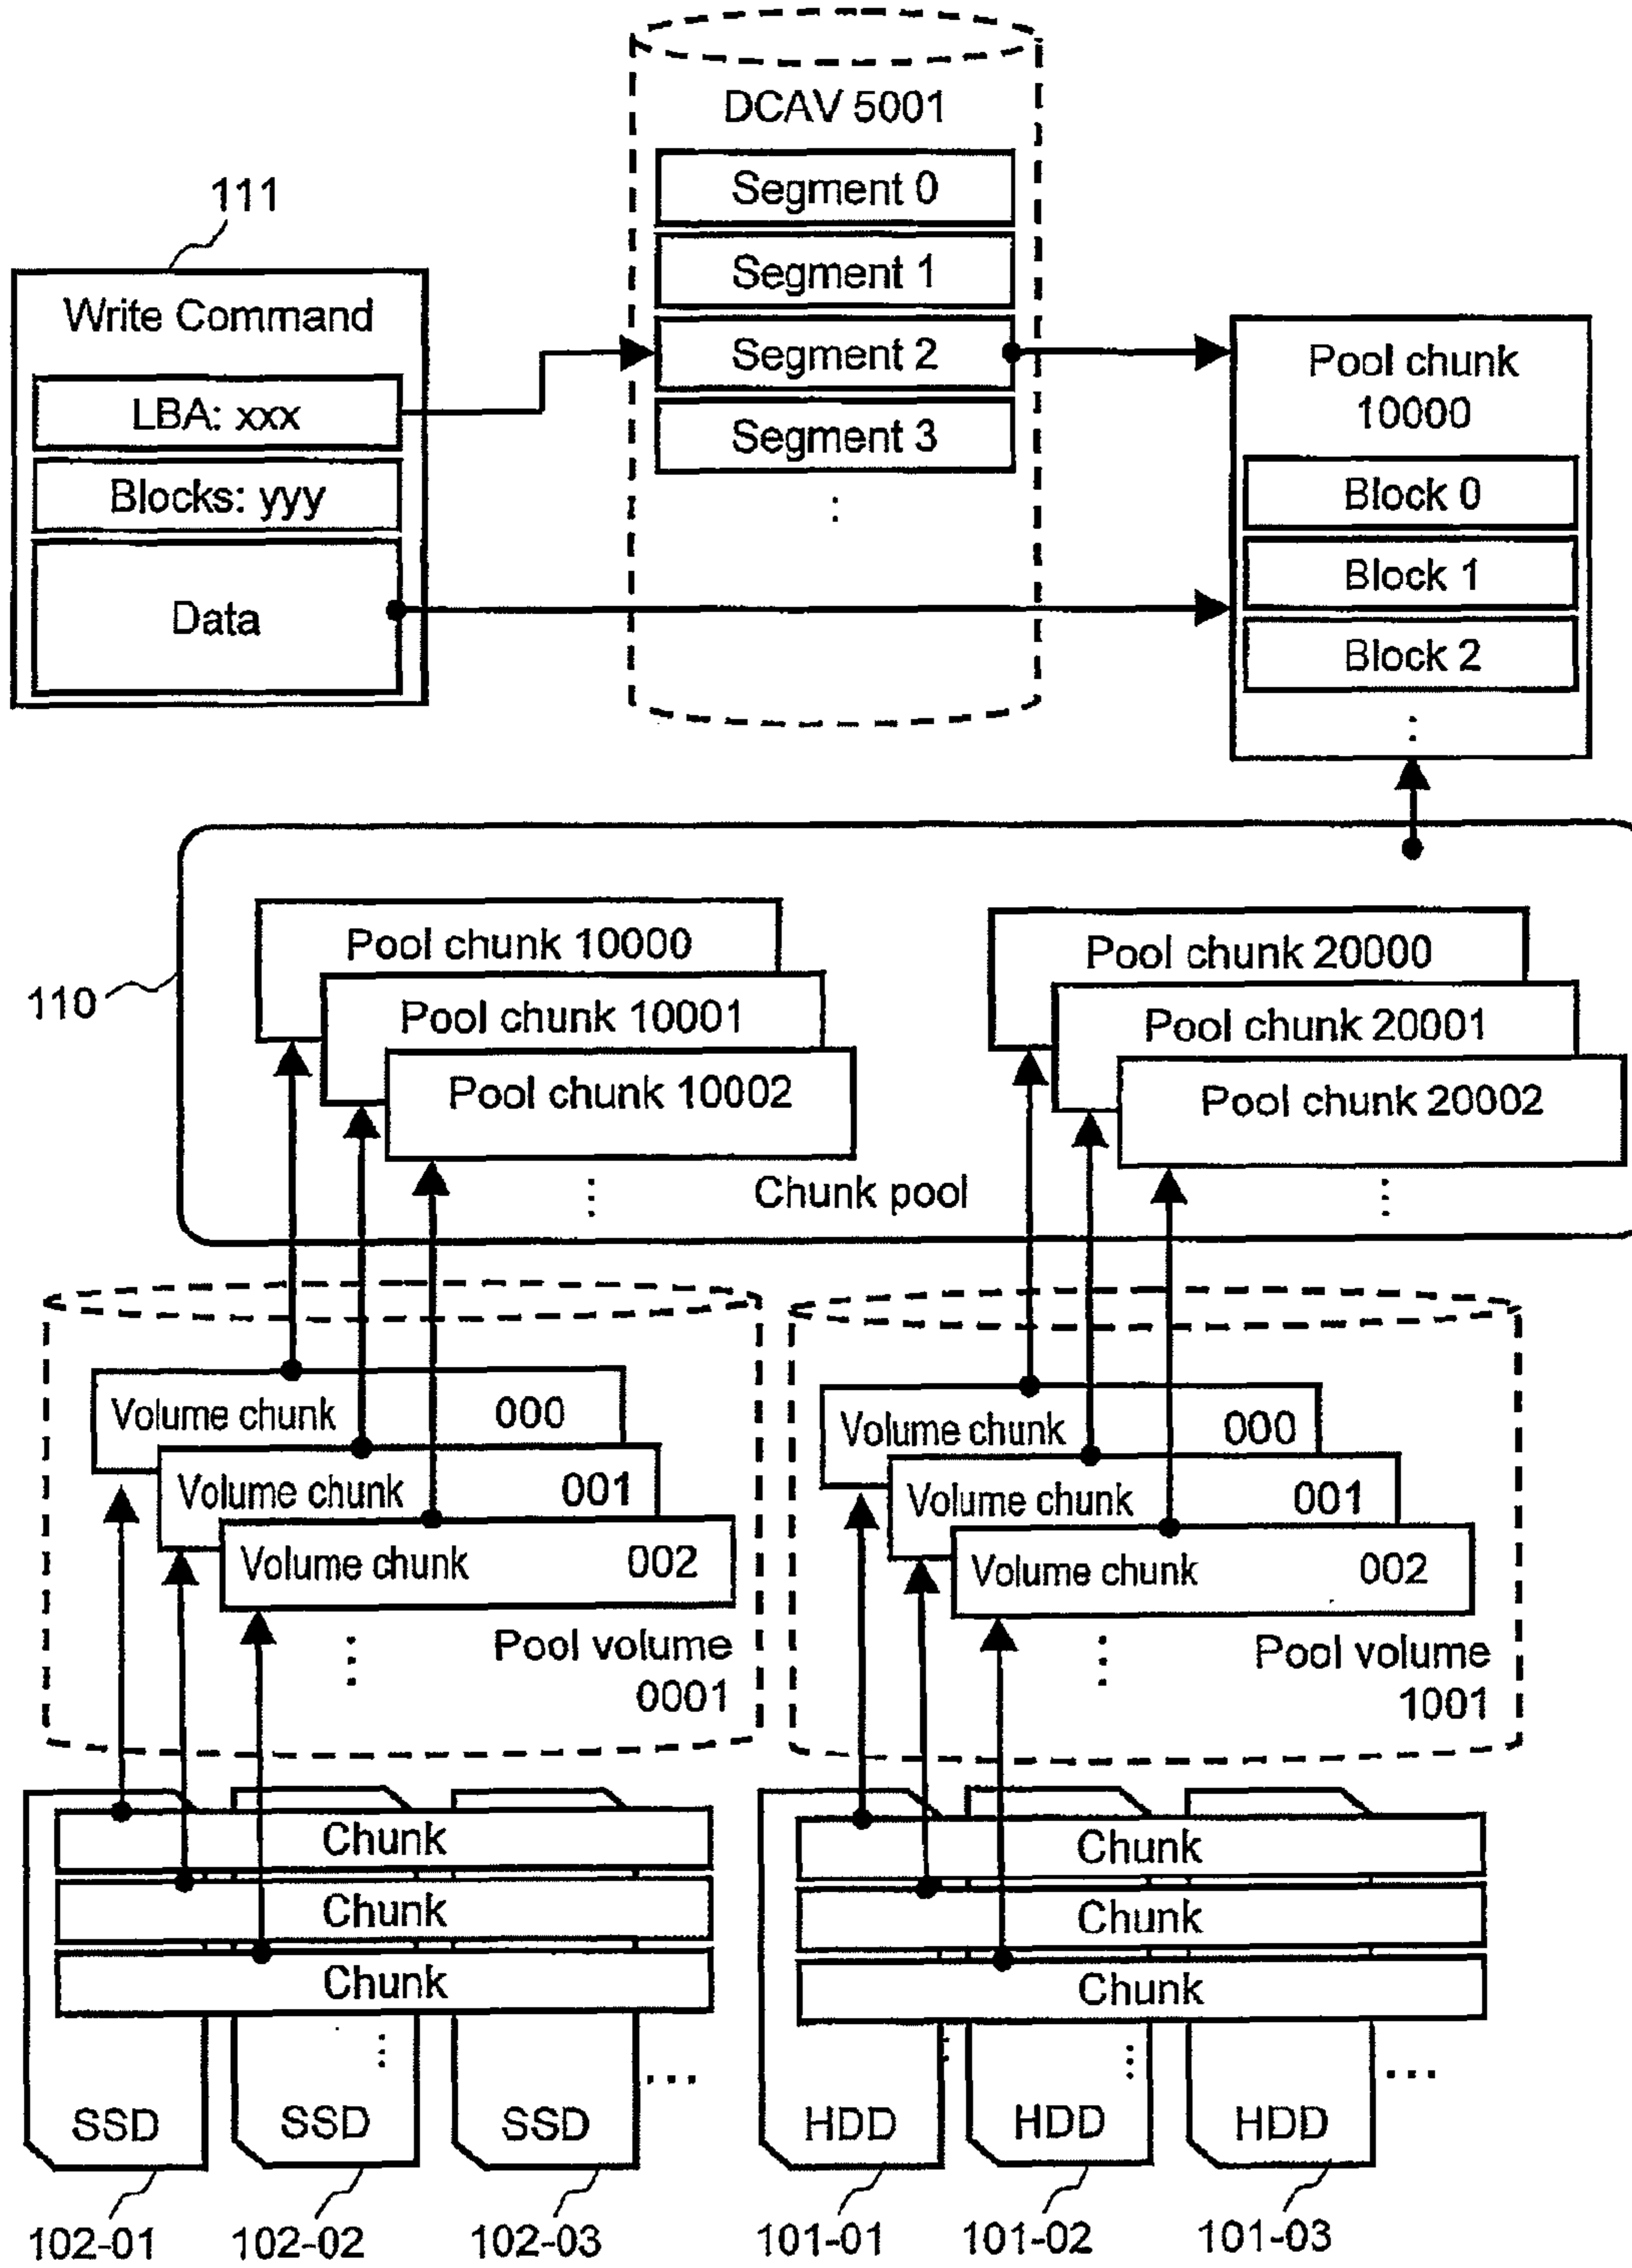 DCAV 5001
Segment 0
Segment 1
Segment 2
Segment 3
⋮
111
Write Command
LBA: xxx
Blocks: yyy
Data
Pool chunk
10000
Block 0
Block 1
Block 2
⋮
110
Pool chunk 10000
Pool chunk 10001
Pool chunk 10002
⋮
Chunk pool
Pool chunk 20000
Pool chunk 20001
Pool chunk 20002
⋮
Volume chunk 000
Volume chunk 001
Volume chunk 002
⋮
Pool volume
0001
Volume chunk 000
Volume chunk 001
Volume chunk 002
⋮
Pool volume
1001
Chunk
Chunk
Chunk
SSD
SSD
SSD
...
Chunk
Chunk
Chunk
HDD
HDD
HDD
...
102-01
102-02
102-03
101-01
101-02
101-03